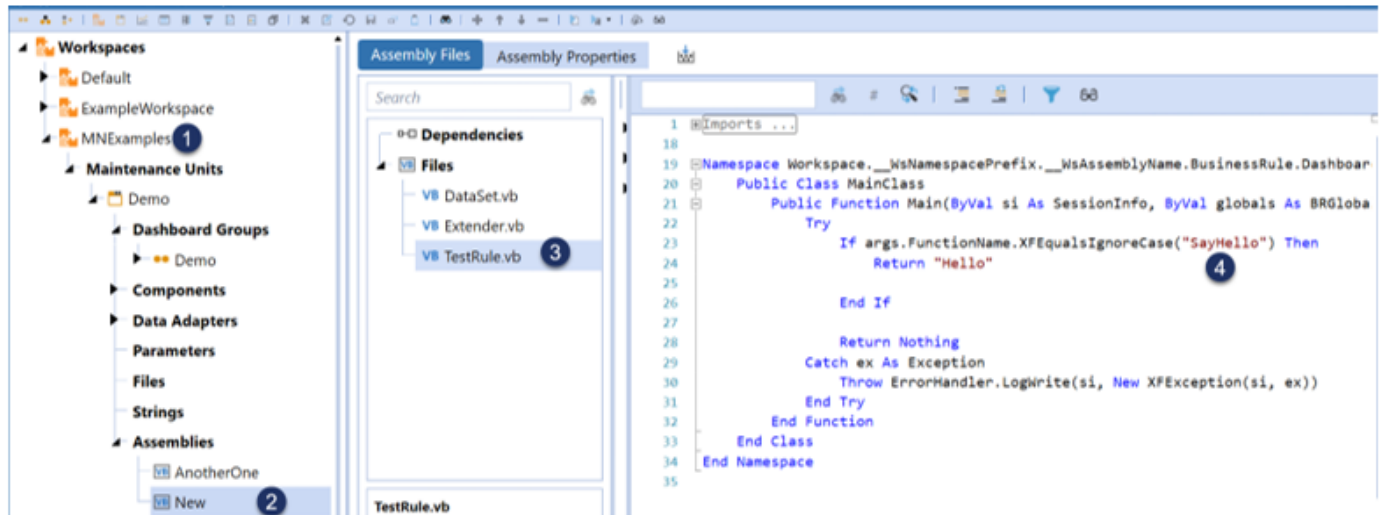 Workspaces
Default
ExampleWorkspace
MNExamples 1
Maintenance Units
Demo
Dashboard Groups
Demo
Components
Data Adapters
Parameters
Files
Strings
Assemblies
AnotherOne
New 2
Assembly Files Assembly Properties
Search
Dependencies
VB Files
VB DataSet.vb
VB Extender.vb
VB TestRule.vb 3
TestRule.vb
1 Imports ...
18
19 Namespace Workspace.__WsNamespacePrefix.__WsAssemblyName.BusinessRule.Dashboar
20 Public Class MainClass
21 Public Function Main(ByVal si As SessionInfo, ByVal globals As BRGloba
22 Try
23 If args.FunctionName.XFEqualsIgnoreCase("SayHello") Then
24 Return "Hello" 4
25
26 End If
27
28 Return Nothing
29 Catch ex As Exception
30 Throw ErrorHandler.LogWrite(si, New XFException(si, ex))
31 End Try
32 End Function
33 End Class
34 End Namespace
35